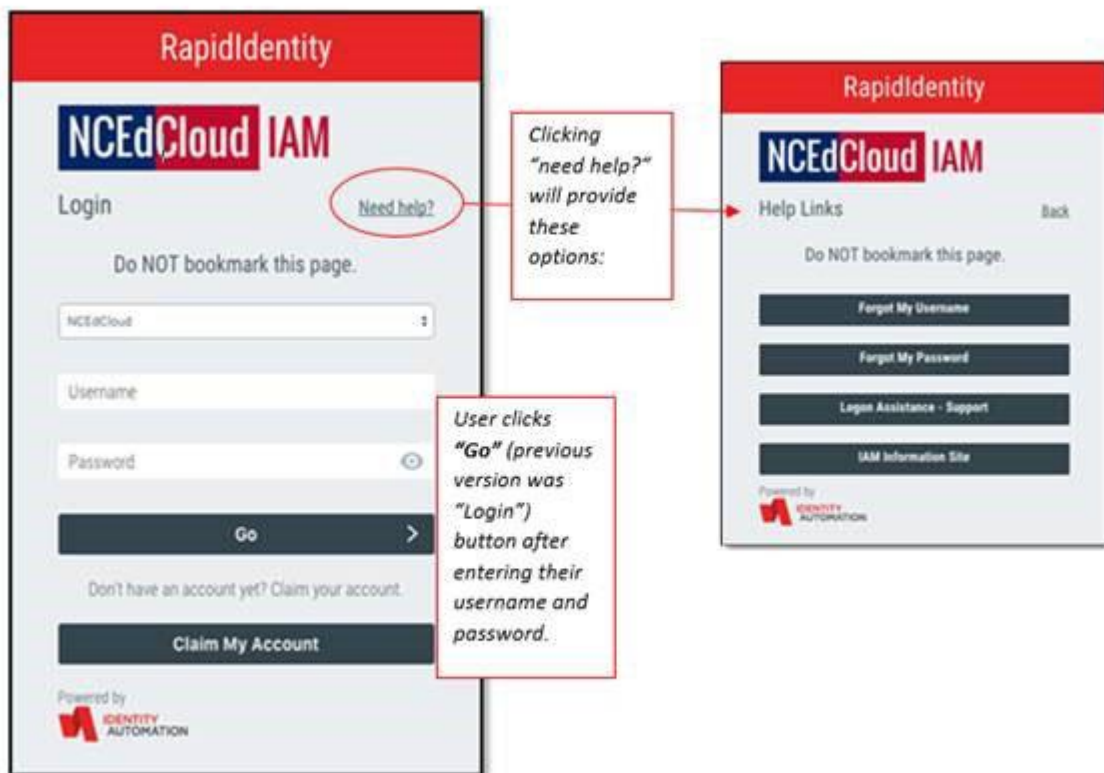 RapidIdentity
NCEdCloud IAM
Login
Need help?
Do NOT bookmark this page.
NCEdCloud
Username
Password
Go
Don't have an account yet? Claim your account.
Claim My Account
Powered by
IDENTITY
AUTOMATION
Clicking
"need help?"
will provide
these
options:
User clicks
"Go" (previous
version was
"Login")
button after
entering their
username and
password.
RapidIdentity
NCEdCloud IAM
Help Links
Back
Do NOT bookmark this page.
Forgot My Username
Forgot My Password
Logon Assistance - Support
IAM Information Site
Powered by
IDENTITY
AUTOMATION